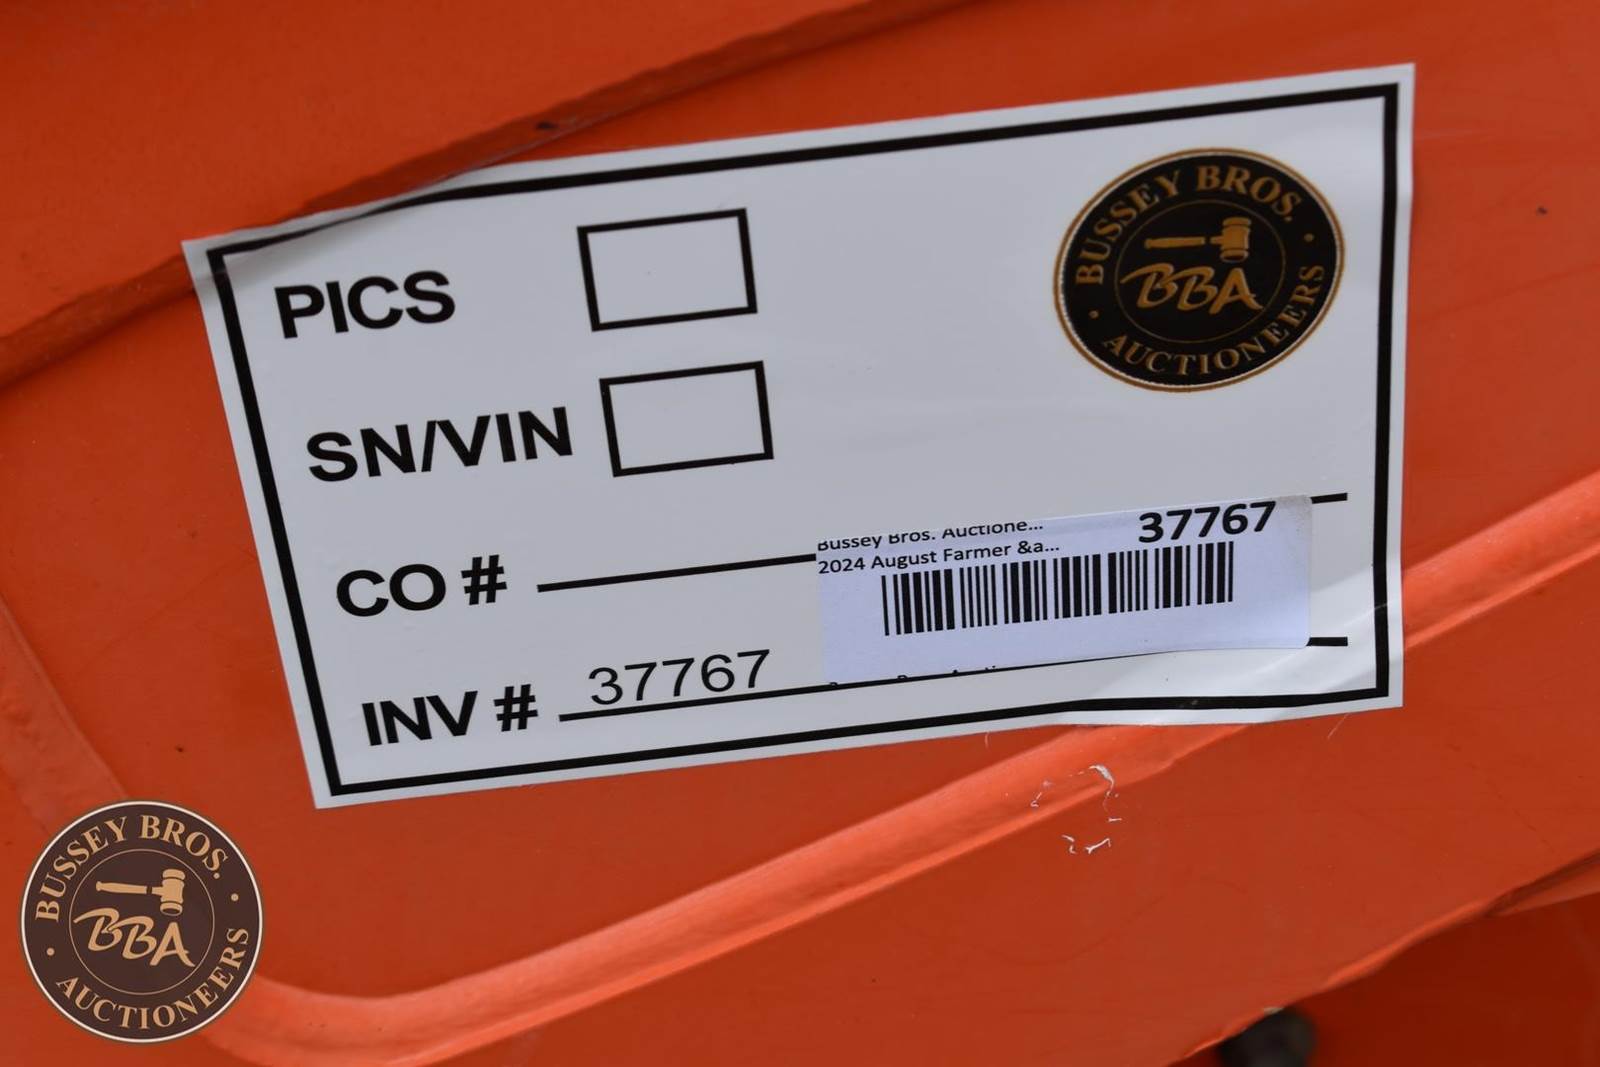 PICS
BUSSEY BROS.
BBA
AUCTIONEERS
SN/VIN
CO #
Bussey Bros. Auctione...
37767
2024 August Farmer &a...
INV # 37767
BUSSEY BROS.
BBA
AUCTIONEERS